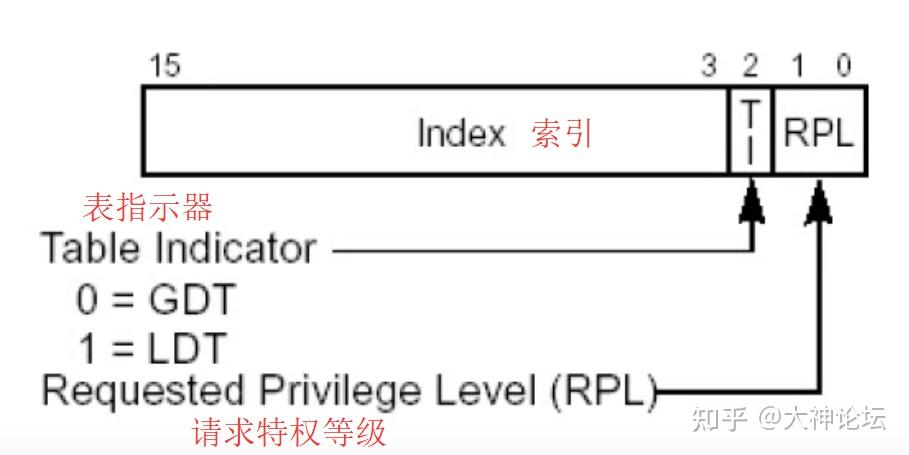 15 3 2 1 0
Index 索引 TI RPL
表指示器
Table Indicator
0 = GDT
1 = LDT
Requested Privilege Level (RPL)
请求特权等级
知乎 @大神论坛